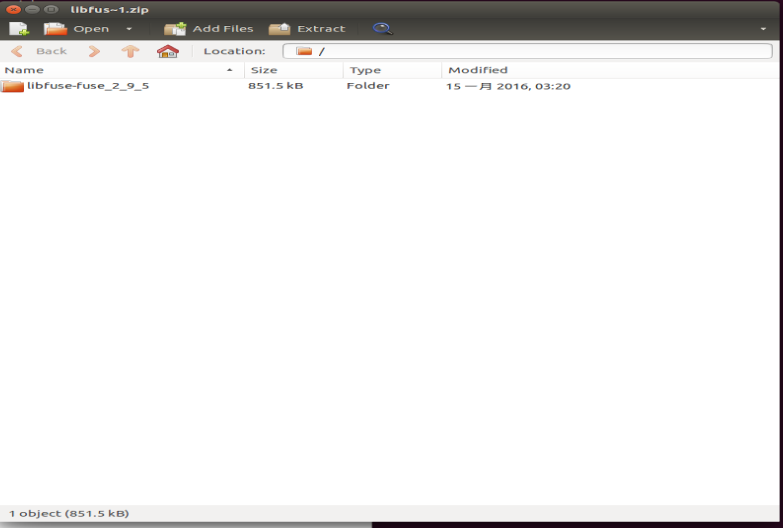 libfus~1.zip
Open Add Files Extract
Back Location: /
Name Size Type Modified
libfuse-fuse_2_9_5 851.5 kB Folder 15 一月 2016, 03:20
1 object (851.5 kB)